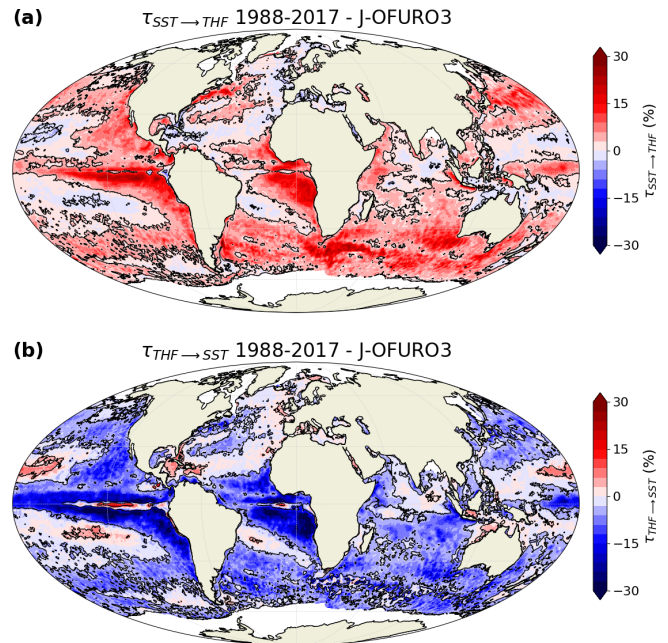 (a)
τSST→THF 1988-2017 - J-OFURO3
30
15
0
−15
−30
τSST→THF (%)
(b)
τTHF→SST 1988-2017 - J-OFURO3
30
15
0
−15
−30
τTHF→SST (%)